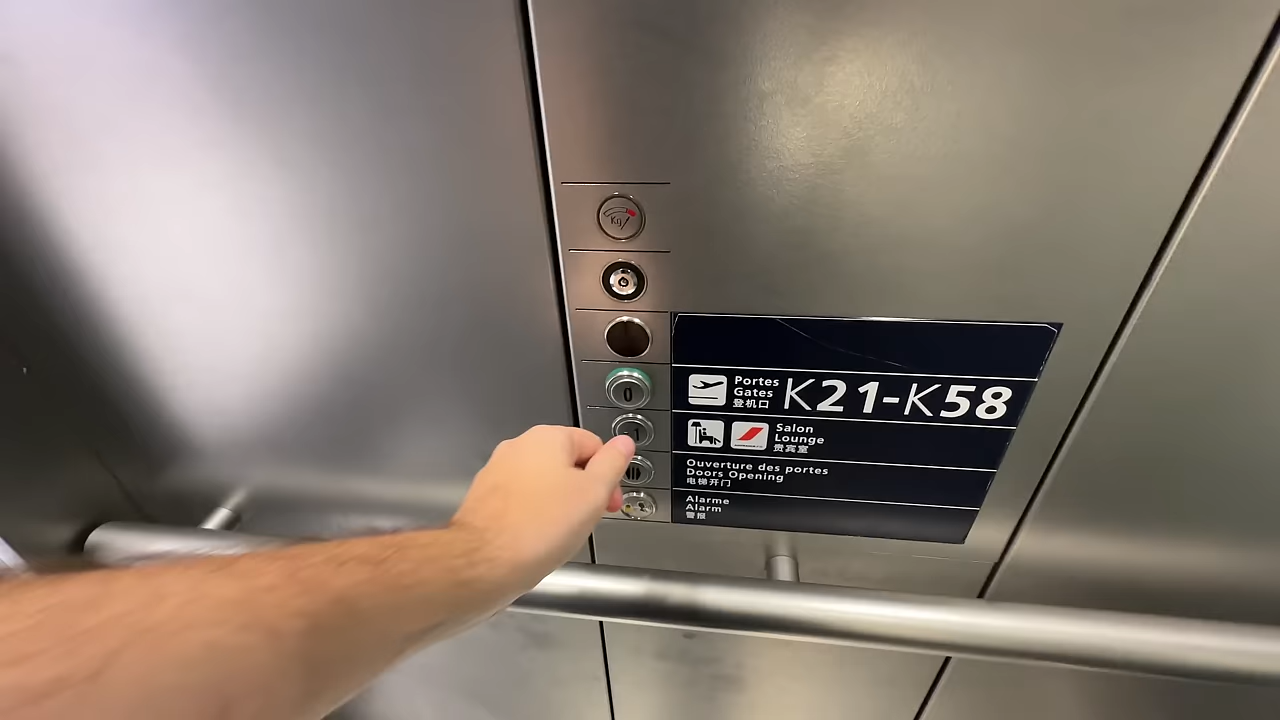 Kg
0
-1
Portes
Gates
登机口
K21-K58
Salon
Lounge
贵宾室
Ouverture des portes
Doors Opening
电梯开门
Alarme
Alarm
警报